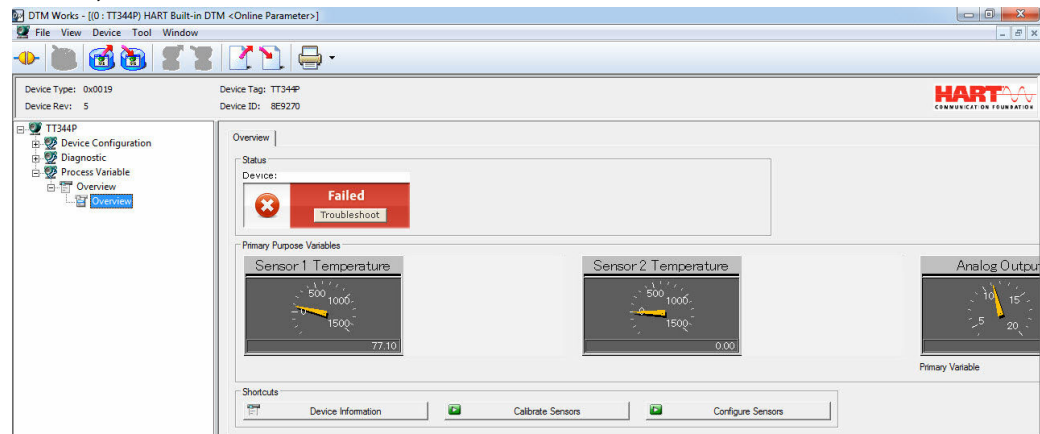 DTM Works - [(0 : TT344P) HART Built-in DTM <Online Parameter>]
File View Device Tool Window
Device Type: 0x0019
Device Tag: TT344P
HART
COMMUNICATION FOUNDATION
Device Rev: 5
Device ID: 8E9270
TT344P
Device Configuration
Diagnostic
Process Variable
Overview
Overview
Overview
Status
Device:
Failed
Troubleshoot
Primary Purpose Variables
Sensor 1 Temperature
0 500 1000 1500
77.10
Sensor 2 Temperature
0 500 1000 1500
0.00
Analog Outpu
5 10 15 20
Primary Variable
Shortcuts
Device Information
Calibrate Sensors
Configure Sensors